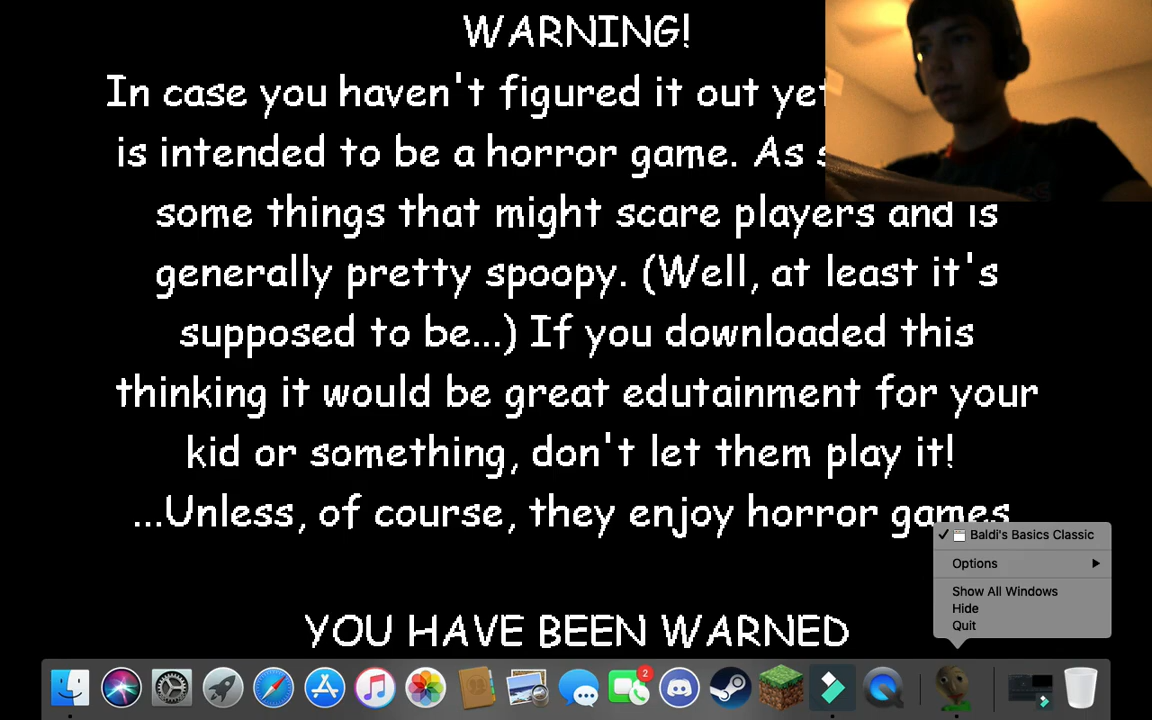 WARNING!
In case you haven't figured it out yet
is intended to be a horror game. As
some things that might scare players and is
generally pretty spoopy. (Well, at least it's
supposed to be...) If you downloaded this
thinking it would be great edutainment for your
kid or something, don't let them play it!
...Unless, of course, they enjoy horror games
Baldi's Basics Classic
Options
Show All Windows
Hide
Quit
YOU HAVE BEEN WARNED
2